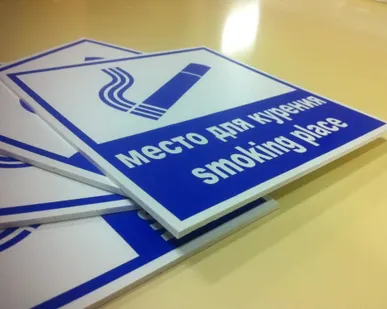 место для курения
smoking place